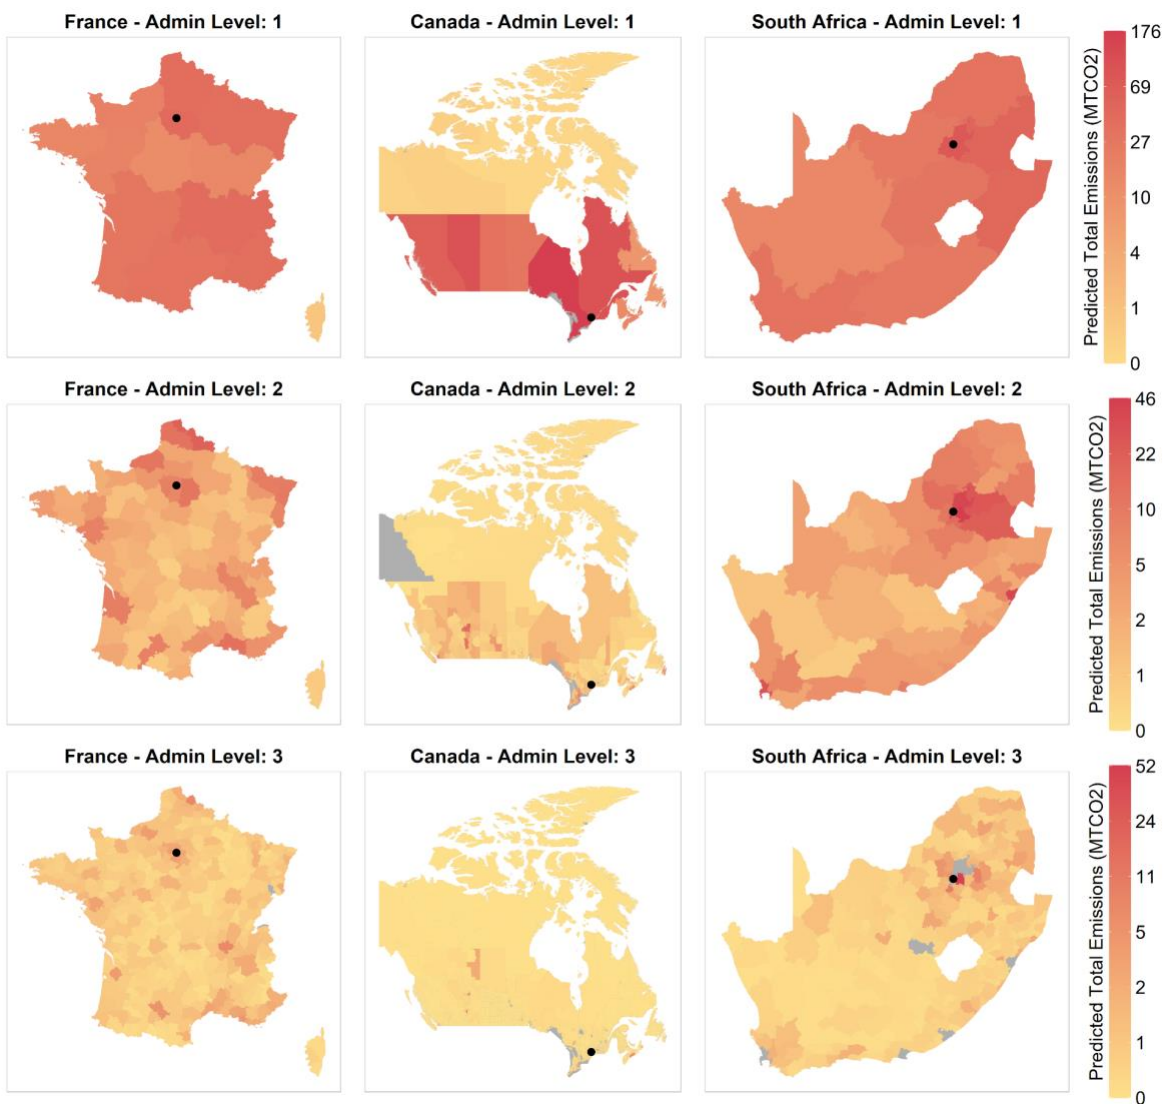 France - Admin Level: 1
Canada - Admin Level: 1
South Africa - Admin Level: 1
176
69
27
10
4
1
0
Predicted Total Emissions (MTCO2)
France - Admin Level: 2
Canada - Admin Level: 2
South Africa - Admin Level: 2
46
22
10
5
2
1
0
Predicted Total Emissions (MTCO2)
France - Admin Level: 3
Canada - Admin Level: 3
South Africa - Admin Level: 3
52
24
11
5
2
1
0
Predicted Total Emissions (MTCO2)